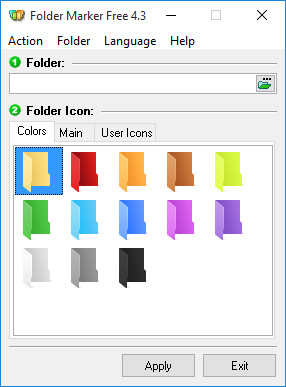 Folder Marker Free 4.3
Action Folder Language Help
1 Folder:
2 Folder Icon:
Colors Main User Icons
Apply Exit